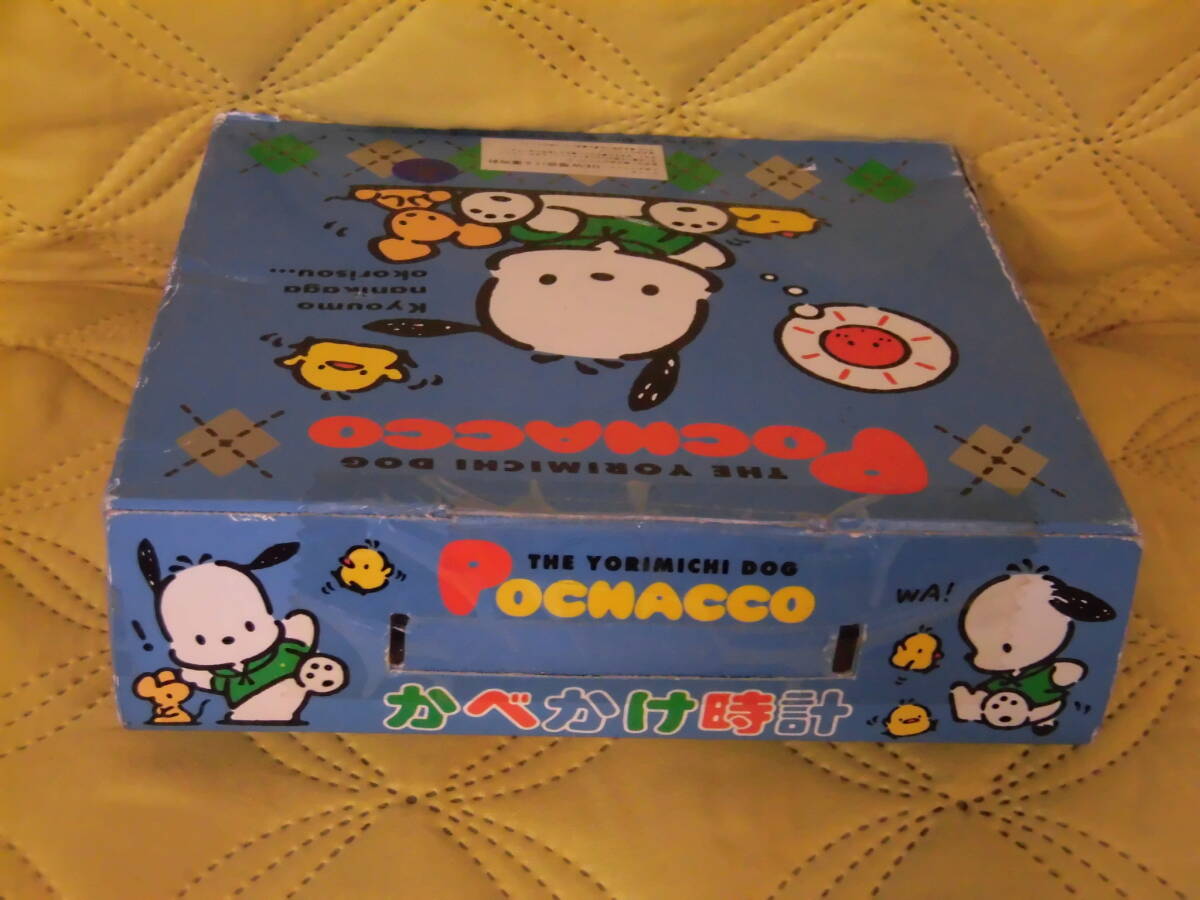 Kyoumo
nanikaga
okorisou...
THE YORIMICHI DOG
POCHACCO
!
THE YORIMICHI DOG
POCHACCO
WA!
かべかけ時計